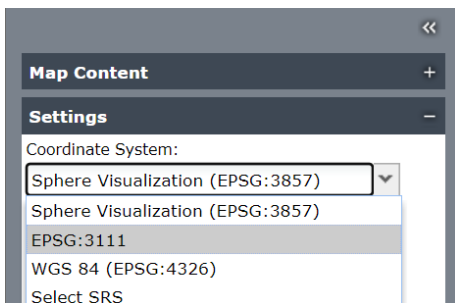 «
Map Content +
Settings –
Coordinate System:
Sphere Visualization (EPSG:3857)
Sphere Visualization (EPSG:3857)
EPSG:3111
WGS 84 (EPSG:4326)
Select SRS